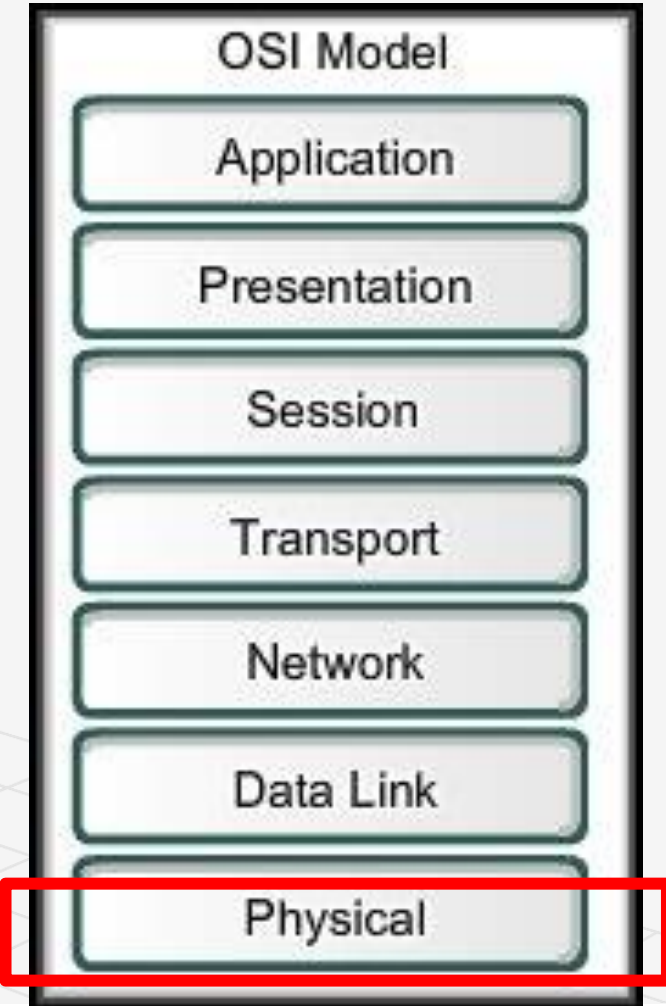 OSI Model
Application
Presentation
Session
Transport
Network
Data Link
Physical